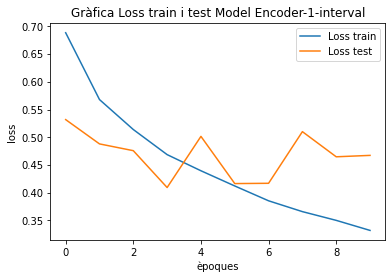 Gràfica Loss train i test Model Encoder-1-interval
Loss train
Loss test
loss
0.70
0.65
0.60
0.55
0.50
0.45
0.40
0.35
0 2 4 6 8
èpoques